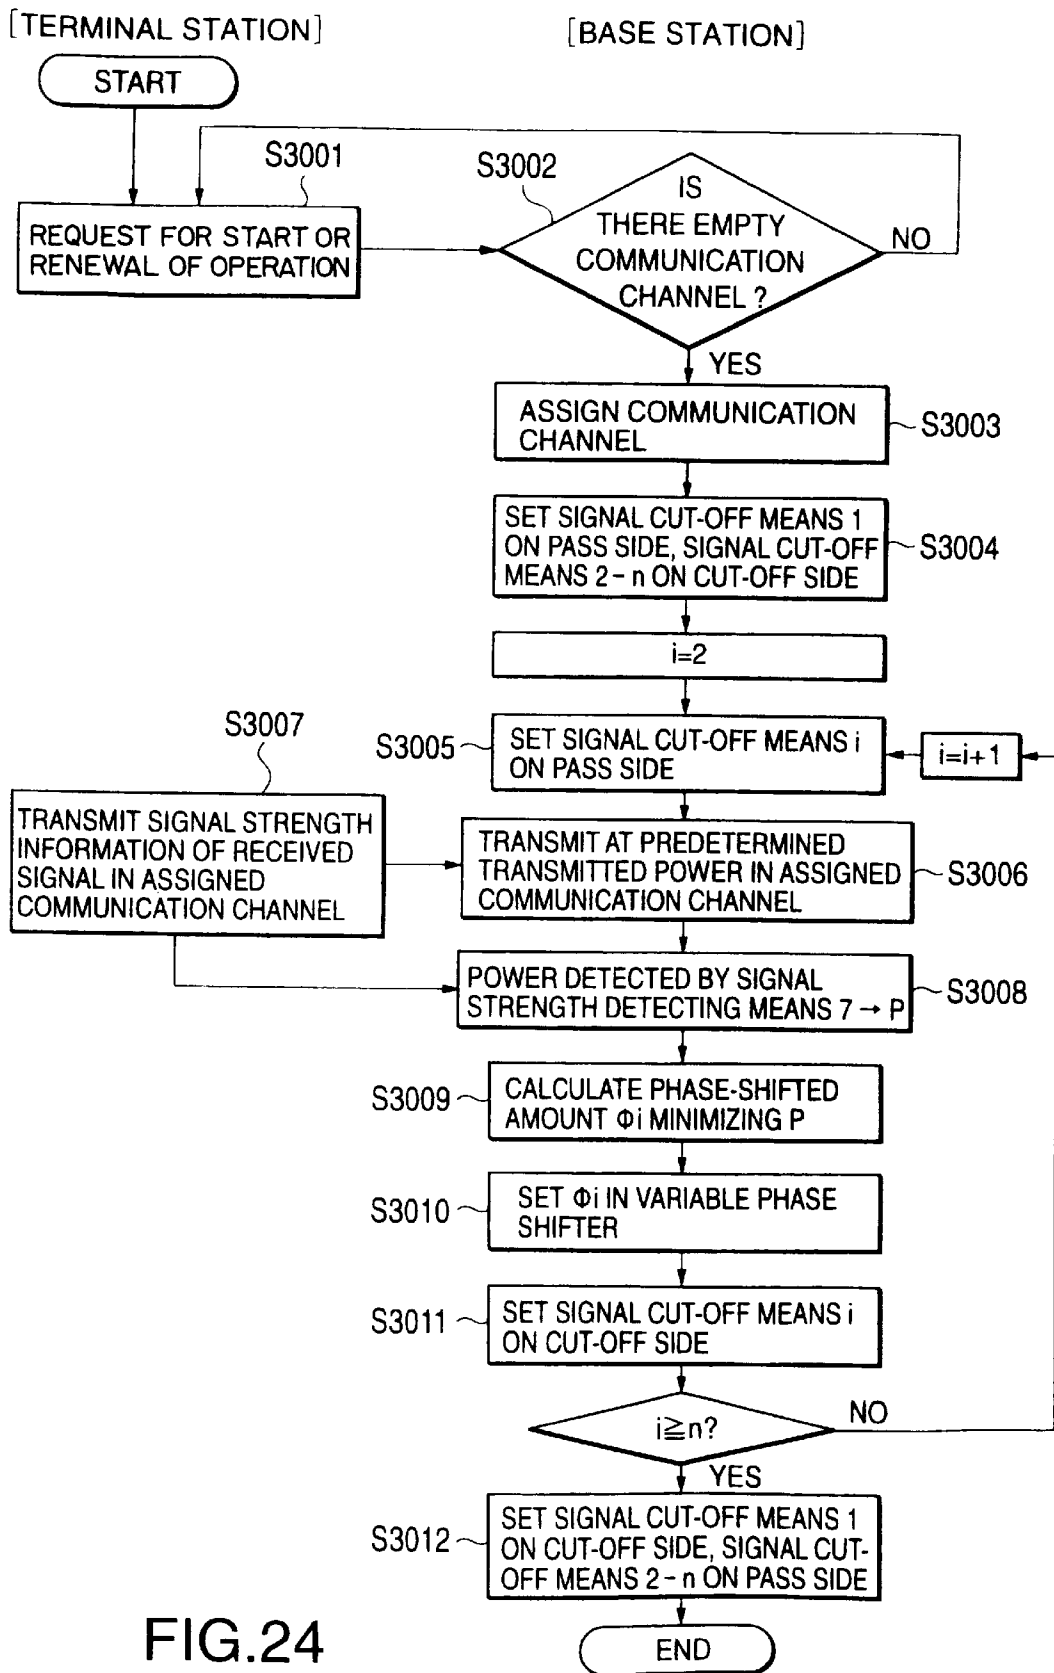 [TERMINAL STATION]
[BASE STATION]
START
S3001
REQUEST FOR START OR
RENEWAL OF OPERATION
S3002
IS
THERE EMPTY
COMMUNICATION
CHANNEL ?
NO
YES
ASSIGN COMMUNICATION
CHANNEL
S3003
SET SIGNAL CUT-OFF MEANS 1
ON PASS SIDE, SIGNAL CUT-OFF
MEANS 2-n ON CUT-OFF SIDE
S3004
i=2
S3005
SET SIGNAL CUT-OFF MEANS i
ON PASS SIDE
i=i+1
S3007
TRANSMIT SIGNAL STRENGTH
INFORMATION OF RECEIVED
SIGNAL IN ASSIGNED
COMMUNICATION CHANNEL
TRANSMIT AT PREDETERMINED
TRANSMITTED POWER IN ASSIGNED
COMMUNICATION CHANNEL
S3006
POWER DETECTED BY SIGNAL
STRENGTH DETECTING MEANS 7 → P
S3008
S3009
CALCULATE PHASE-SHIFTED
AMOUNT Φi MINIMIZING P
S3010
SET Φi IN VARIABLE PHASE
SHIFTER
S3011
SET SIGNAL CUT-OFF MEANS i
ON CUT-OFF SIDE
i≧n?
NO
YES
S3012
SET SIGNAL CUT-OFF MEANS 1
ON CUT-OFF SIDE, SIGNAL CUT-
OFF MEANS 2-n ON PASS SIDE
END
FIG.24